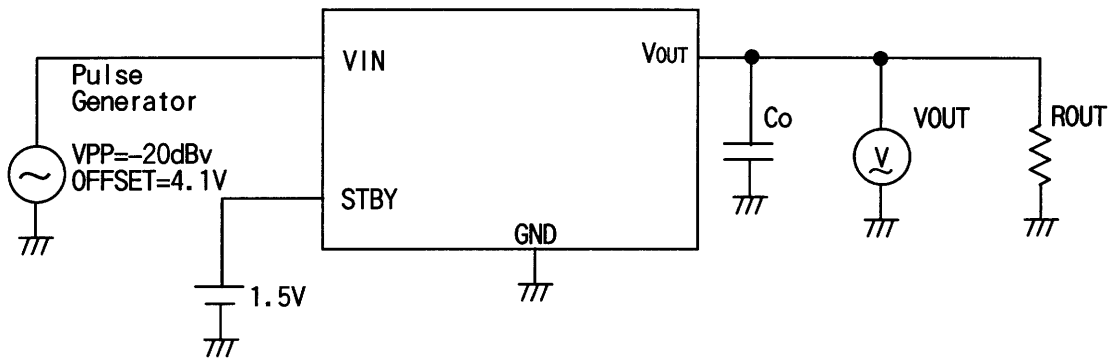 VIN
VOUT
Pulse
Generator
Co
VOUT
ROUT
VPP=-20dBv
V
OFFSET=4.1V
STBY
GND
1.5V